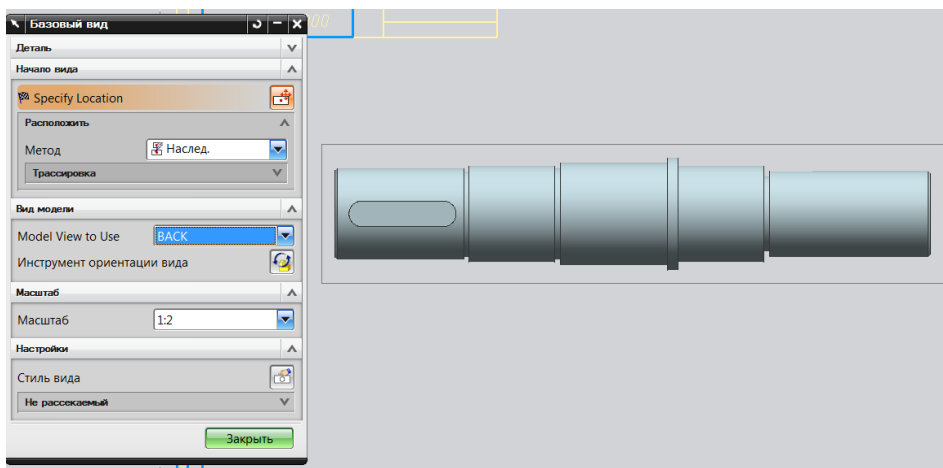 Базовый вид
Деталь
Начало вида
Specify Location
Расположить
Метод
Наслед.
Трассировка
Вид модели
Model View to Use
BACK
Инструмент ориентации вида
Масштаб
Масштаб
1:2
Настройки
Стиль вида
Не рассекаемый
Закрыть